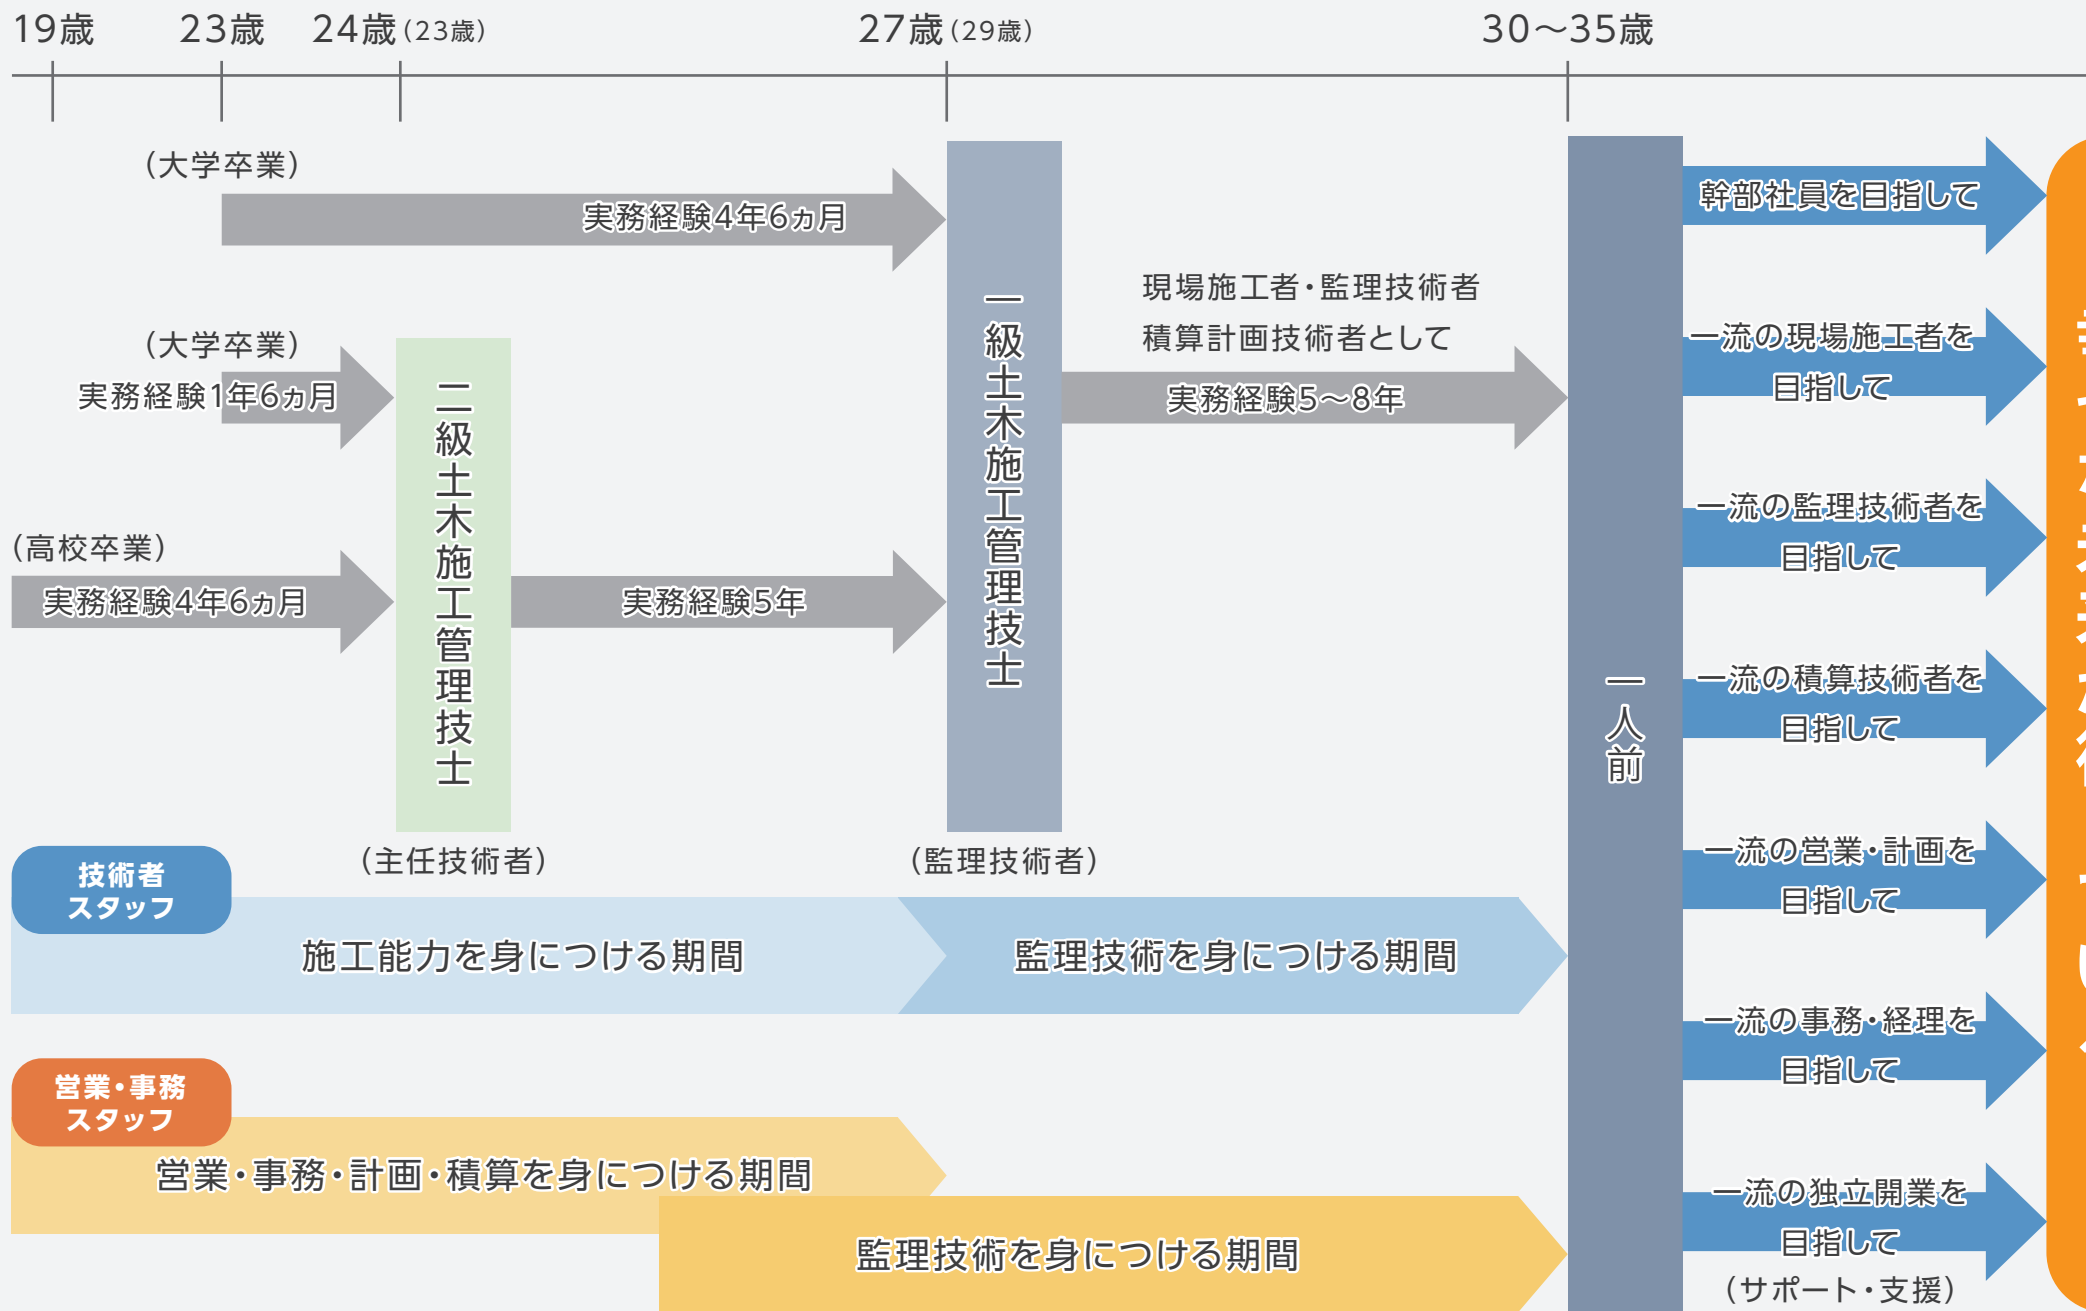 19歳
23歳
24歳(23歳)
27歳(29歳)
30〜35歳
(大学卒業)
実務経験4年6ヵ月
(大学卒業)
実務経験1年6ヵ月
(高校卒業)
実務経験4年6ヵ月
二級土木施工管理技士
(主任技術者)
実務経験5年
一級土木施工管理技士
(監理技術者)
現場施工者・監理技術者
積算計画技術者として
実務経験5〜8年
一人前
幹部社員を目指して
一流の現場施工者を
目指して
一流の監理技術者を
目指して
一流の積算技術者を
目指して
一流の営業・計画を
目指して
一流の事務・経理を
目指して
一流の独立開業を
目指して
(サポート・支援)
技術者
スタッフ
施工能力を身につける期間
監理技術を身につける期間
営業・事務
スタッフ
営業・事務・計画・積算を身につける期間
監理技術を身につける期間